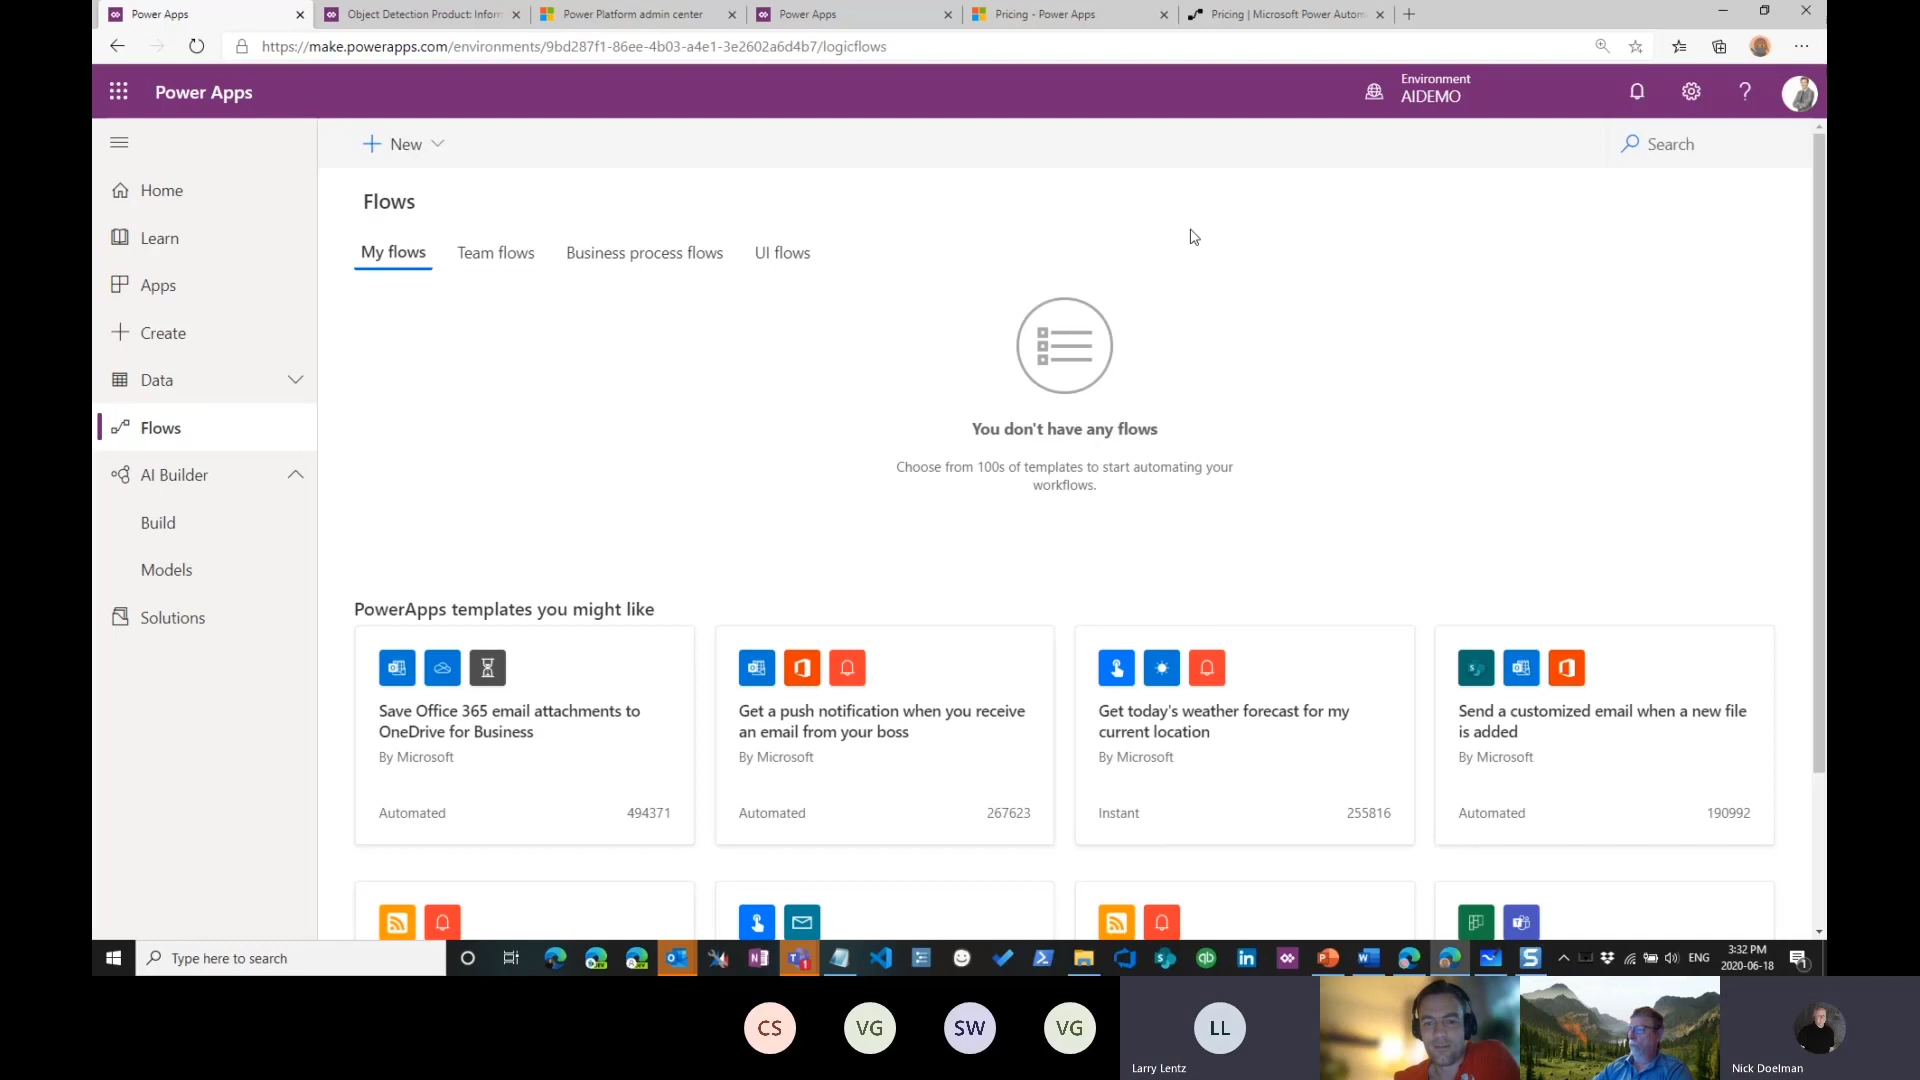 Power Apps
Object Detection Product: Inform
Power Platform admin center
Power Apps
Pricing - Power Apps
Pricing | Microsoft Power Autom
https://make.powerapps.com/environments/9bd287f1-86ee-4b03-a4e1-3e2602a6d4b7/logicflows
Power Apps
Environment
AIDEMO
New
Search
Home
Learn
Apps
Create
Data
Flows
AI Builder
Build
Models
Solutions
Flows
My flows
Team flows
Business process flows
UI flows
You don't have any flows
Choose from 100s of templates to start automating your
workflows.
PowerApps templates you might like
Save Office 365 email attachments to
OneDrive for Business
By Microsoft
Automated 494371
Get a push notification when you receive
an email from your boss
By Microsoft
Automated 267623
Get today's weather forecast for my
current location
By Microsoft
Instant 255816
Send a customized email when a new file
is added
By Microsoft
Automated 190992
Type here to search
ENG
3:32 PM
2020-06-18
CS
VG
SW
VG
LL
Larry Lentz
Nick Doelman